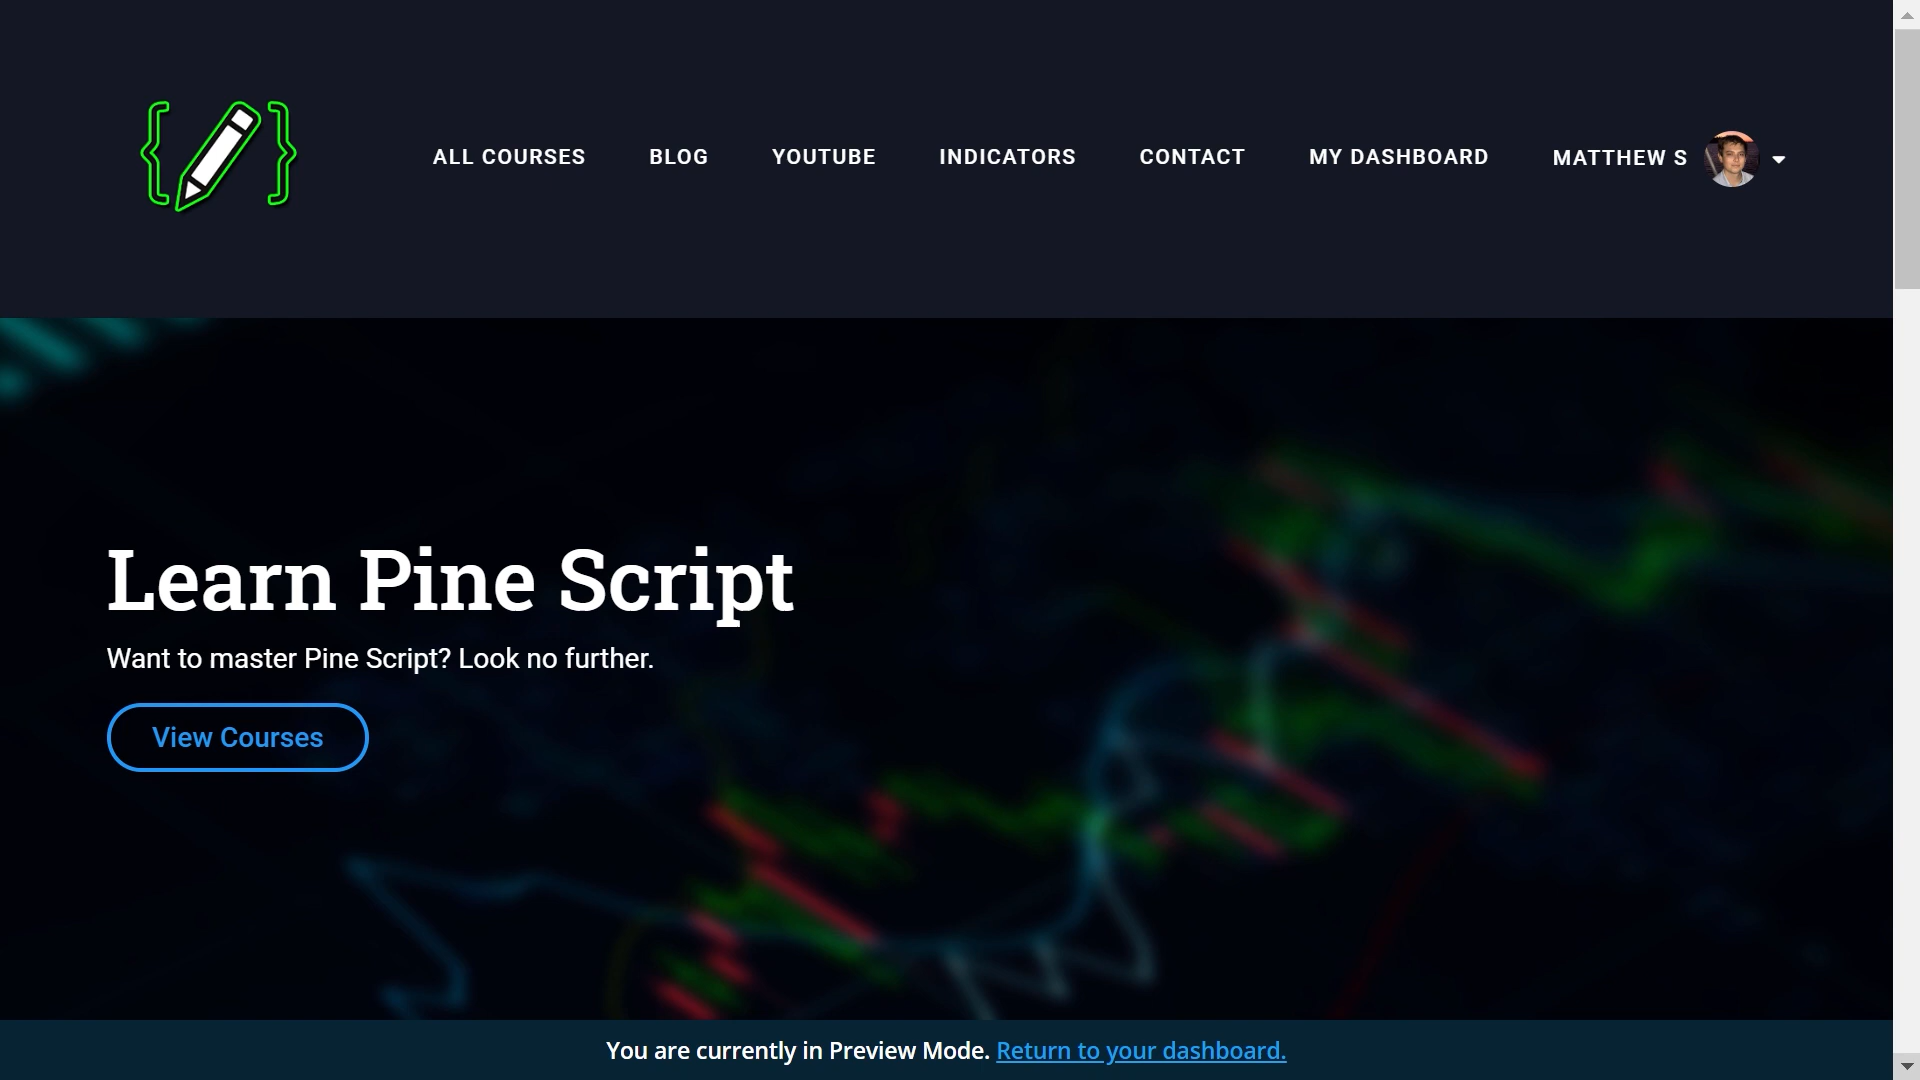 ALL COURSES BLOG YOUTUBE INDICATORS CONTACT MY DASHBOARD MATTHEW S
Learn Pine Script
Want to master Pine Script? Look no further.
View Courses
You are currently in Preview Mode. Return to your dashboard.